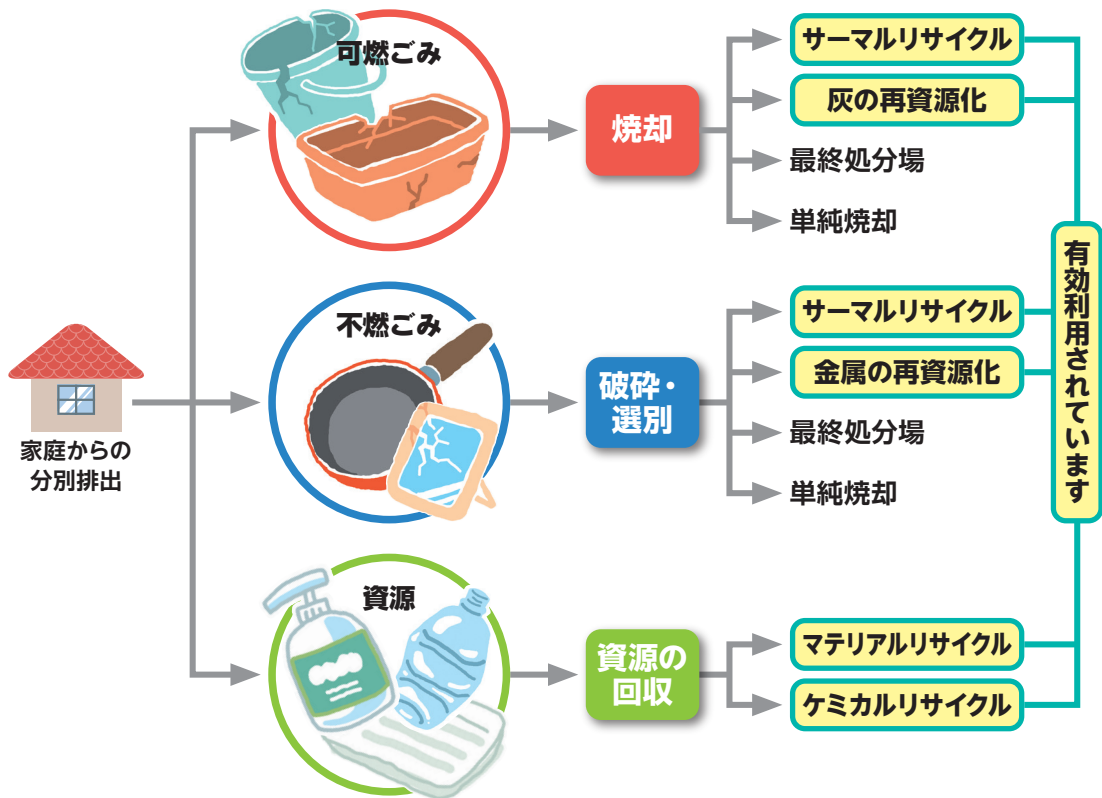 家庭からの
分別排出
可燃ごみ
焼却
サーマルリサイクル
灰の再資源化
最終処分場
単純焼却
不燃ごみ
破砕・
選別
サーマルリサイクル
金属の再資源化
最終処分場
単純焼却
資源
資源の
回収
マテリアルリサイクル
ケミカルリサイクル
有効利用されています